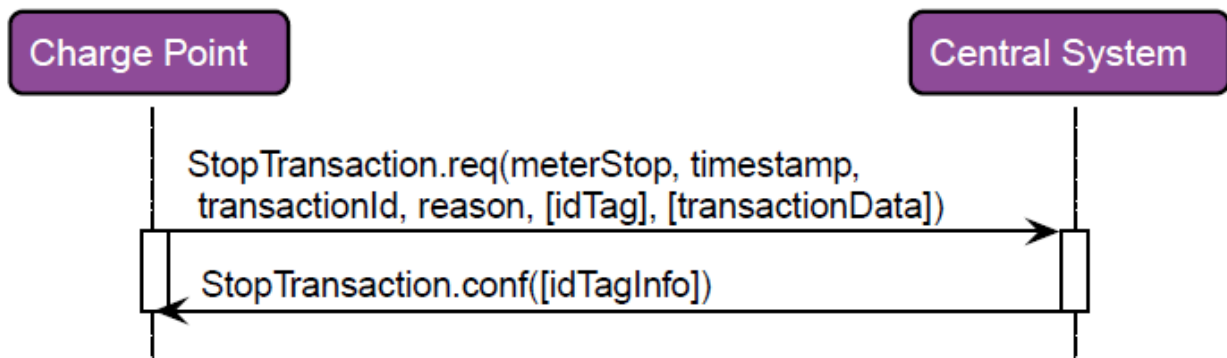 Charge Point
Central System
StopTransaction.req(meterStop, timestamp,
transactionId, reason, [idTag], [transactionData])
StopTransaction.conf([idTagInfo])